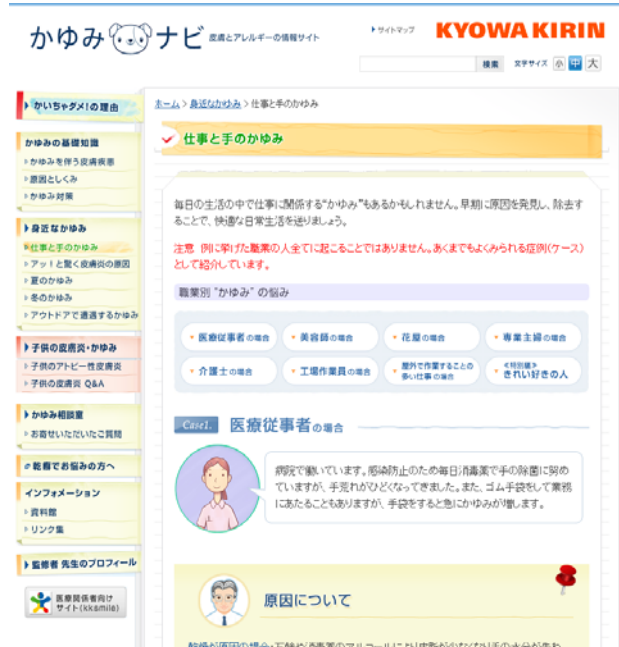 かゆみ ナビ 皮膚とアレルギーの情報サイト
サイトマップ
KYOWA KIRIN
検索 文字サイズ 小 中 大
かいちゃダメ!の理由
かゆみの基礎知識
かゆみを伴う皮膚疾患
原因としくみ
かゆみ対策
身近なかゆみ
仕事と手のかゆみ
アッ!と驚く皮膚炎の原因
夏のかゆみ
冬のかゆみ
アウトドアで遭遇するかゆみ
子供の皮膚炎・かゆみ
子供のアトピー性皮膚炎
子供の皮膚炎 Q&A
かゆみ相談室
お寄せいただいたご質問
乾癬でお悩みの方へ
インフォメーション
資料館
リンク集
監修者 先生のプロフィール
医療関係者向け
サイト(kksmile)
ホーム > 身近なかゆみ > 仕事と手のかゆみ
仕事と手のかゆみ
毎日の生活の中で仕事に関係する“かゆみ”もあるかもしれません。早期に原因を発見し、除去す
ることで、快適な日常生活を送りましょう。
注意 例に挙げた職業の人全てに起こることではありません。あくまでもよくみられる症例(ケース)
として紹介しています。
職業別 “かゆみ” の悩み
医療従事者の場合 美容師の場合 花屋の場合 専業主婦の場合
介護士の場合 工場作業員の場合 屋外で作業することの
多い仕事の場合 ≪特別編≫
きれい好きの人
Case1. 医療従事者の場合
病院で働いています。感染防止のため毎日消毒薬で手の除菌に努め
ていますが、手荒れがひどくなってきました。また、ゴム手袋をして業務
にあたることもありますが、手袋をすると急にかゆみが増します。
原因について